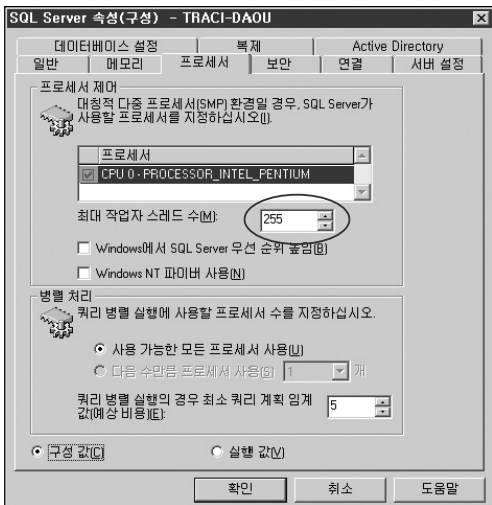 SQL Server 속성(구성) - TRACI-DAOU
데이터베이스 설정 복제 Active Directory
일반 메모리 프로세서 보안 연결 서버 설정
프로세서 제어
대칭적 다중 프로세서(SMP) 환경일 경우, SQL Server가
사용할 프로세서를 지정하십시오(I).
프로세서
CPU 0 - PROCESSOR_INTEL_PENTIUM
최대 작업자 스레드 수(M): 255
Windows에서 SQL Server 우선 순위 높임(B)
Windows NT 파이버 사용(N)
병렬 처리
쿼리 병렬 실행에 사용할 프로세서 수를 지정하십시오.
사용 가능한 모든 프로세서 사용(U)
다음 수만큼 프로세서 사용(S) 1 개
쿼리 병렬 실행의 경우 최소 쿼리 계획 임계
값(예상 비용)(E): 5
구성 값(C) 실행 값(V)
확인 취소 도움말